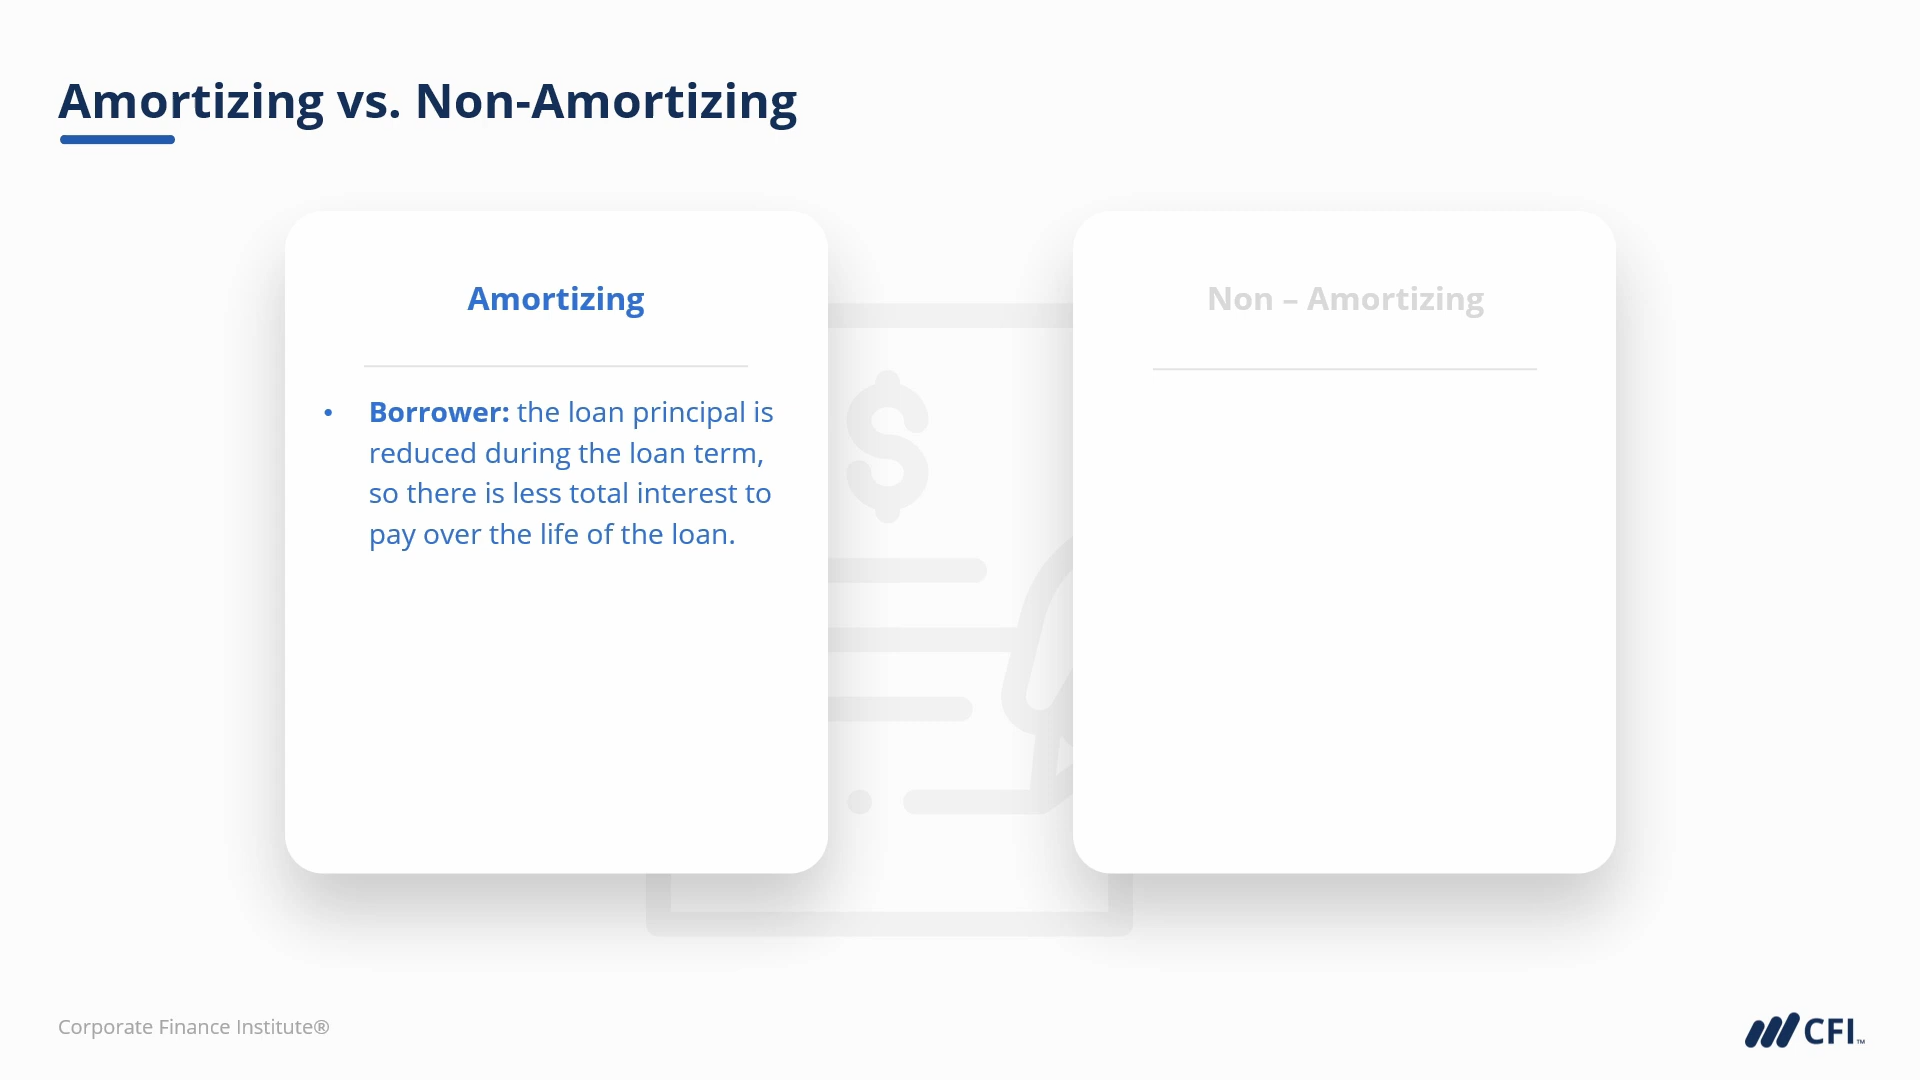 Amortizing vs. Non-Amortizing
Amortizing
• Borrower: the loan principal is
reduced during the loan term,
so there is less total interest to
pay over the life of the loan.
Non – Amortizing
Corporate Finance Institute®
CFI™